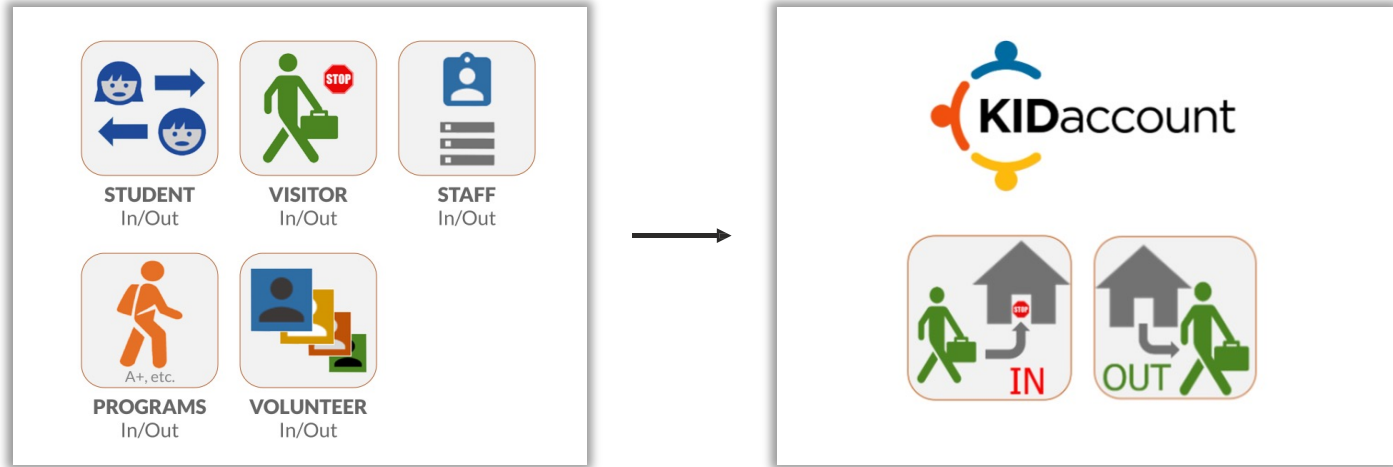 STOP
STUDENT
In/Out
VISITOR
In/Out
STAFF
In/Out
A+, etc.
PROGRAMS
In/Out
VOLUNTEER
In/Out
KIDaccount
STOP
IN
OUT